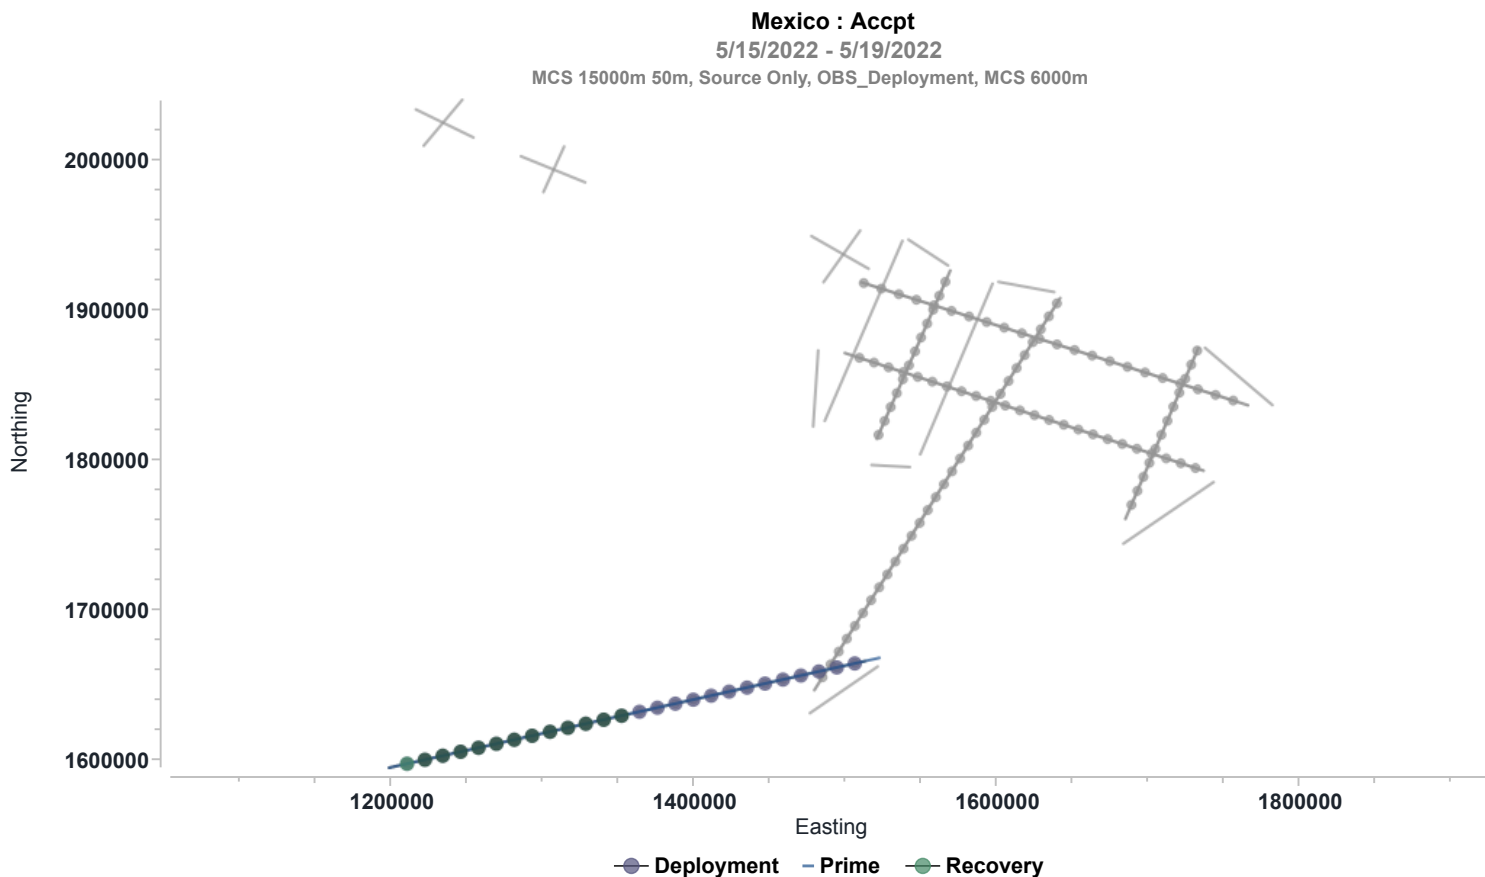 Mexico : Accpt
5/15/2022 - 5/19/2022
MCS 15000m 50m, Source Only, OBS_Deployment, MCS 6000m
Northing
2000000
1900000
1800000
1700000
1600000
1200000 1400000 1600000 1800000
Easting
Deployment Prime Recovery